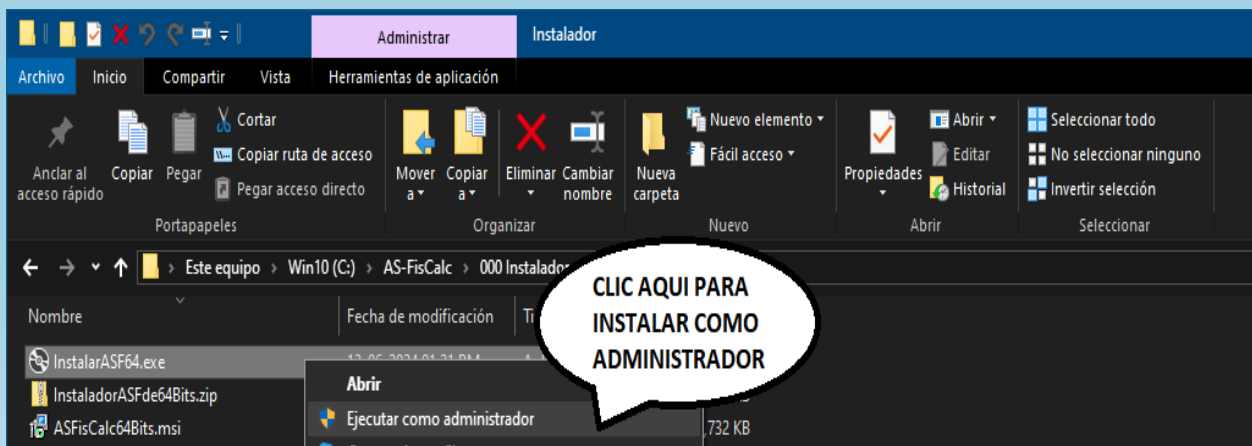 Administrar
Instalador
Archivo Inicio Compartir Vista Herramientas de aplicación
Anclar al acceso rápido
Copiar
Pegar
Cortar
Copiar ruta de acceso
Pegar acceso directo
Mover a
Copiar a
Eliminar
Cambiar nombre
Nueva carpeta
Nuevo elemento
Fácil acceso
Propiedades
Abrir
Editar
Historial
Seleccionar todo
No seleccionar ninguno
Invertir selección
Portapapeles Organizar Nuevo Abrir Seleccionar
Este equipo > Win10 (C:) > AS-FisCalc > 000 Instalador
CLIC AQUI PARA
INSTALAR COMO
ADMINISTRADOR
Nombre Fecha de modificación
InstalarASF64.exe
InstaladorASFde64Bits.zip
ASFisCalc64Bits.msi
Abrir
Ejecutar como administrador
,732 KB